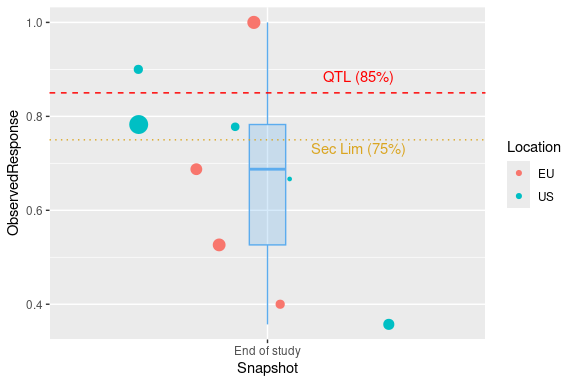 1.0
0.8
0.6
0.4
ObservedResponse
QTL (85%)
Sec Lim (75%)
End of study
Snapshot
Location
EU
US